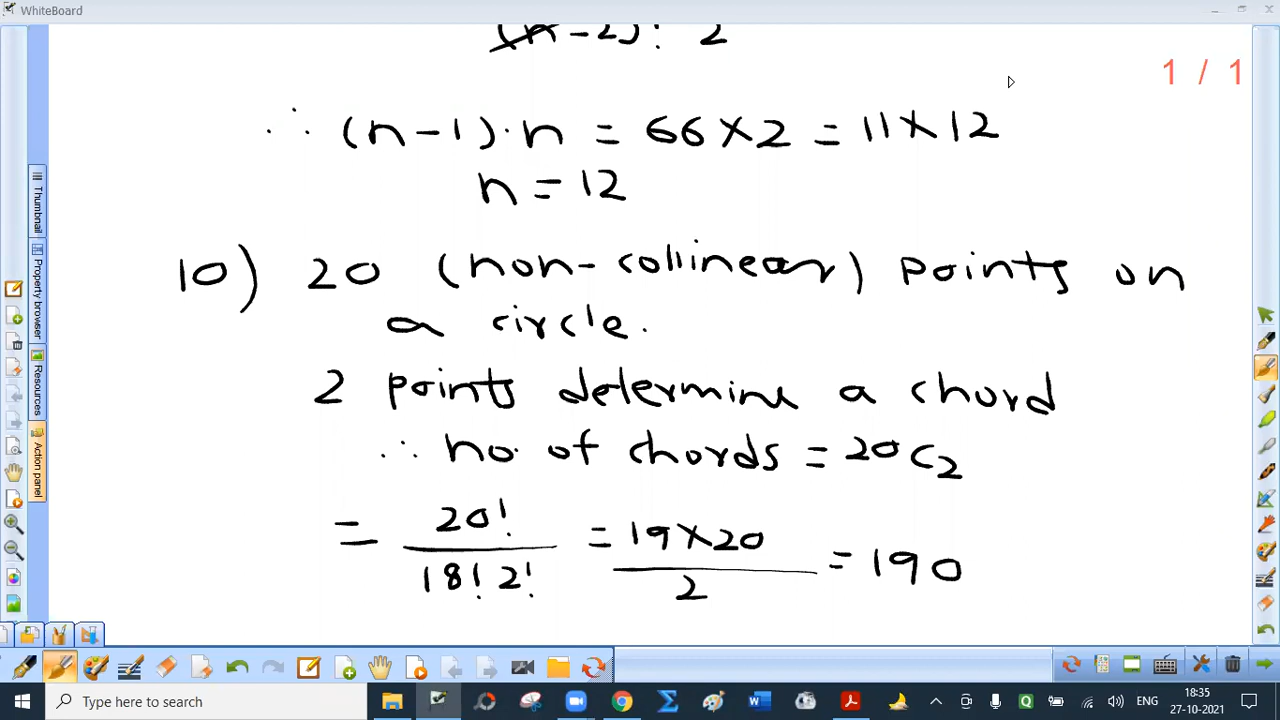 WhiteBoard
(n-2)! 2
1 / 1
∴ (n-1)·n = 66×2 = 11×12
n = 12
10) 20 (non-collinear) points on
a circle.
2 points determine a chord
∴ no. of chords = 20C2
= 20!/18! 2! = 19×20/2 = 190
Thumbnail
Property browser
Resources
Action panel
Type here to search
ENG
18:35
27-10-2021